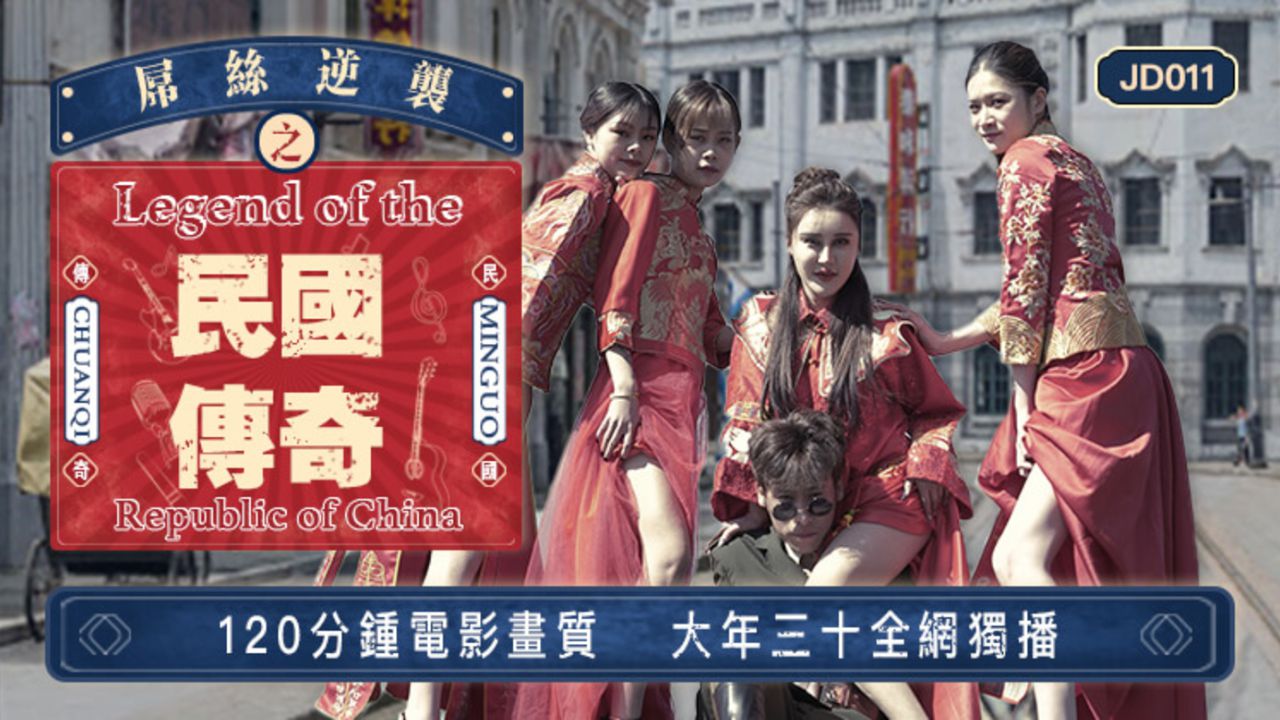 屌絲逆襲
之
JD011
Legend of the
民國
傳奇
Republic of China
傳
CHUANQI
奇
民
MINGUO
國
120分鍾電影畫質 大年三十全網獨播